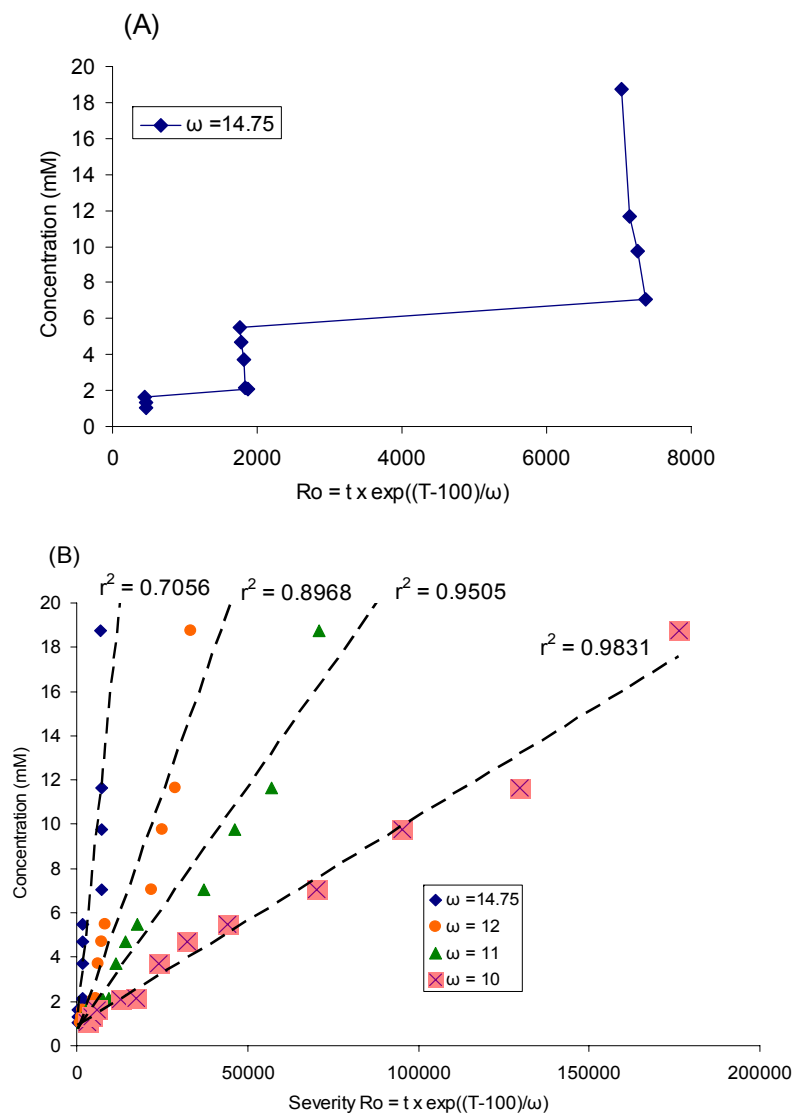 (A)
20
18
16
14
12
10
8
6
4
2
0
Concentration (mM)
ω =14.75
0 2000 4000 6000 8000
Ro = t x exp((T-100)/ω)
(B)
r² = 0.7056
r² = 0.8968
r² = 0.9505
r² = 0.9831
20
18
16
14
12
10
8
6
4
2
0
Concentration (mM)
ω =14.75
ω = 12
ω = 11
ω = 10
0 50000 100000 150000 200000
Severity Ro = t x exp((T-100)/ω)